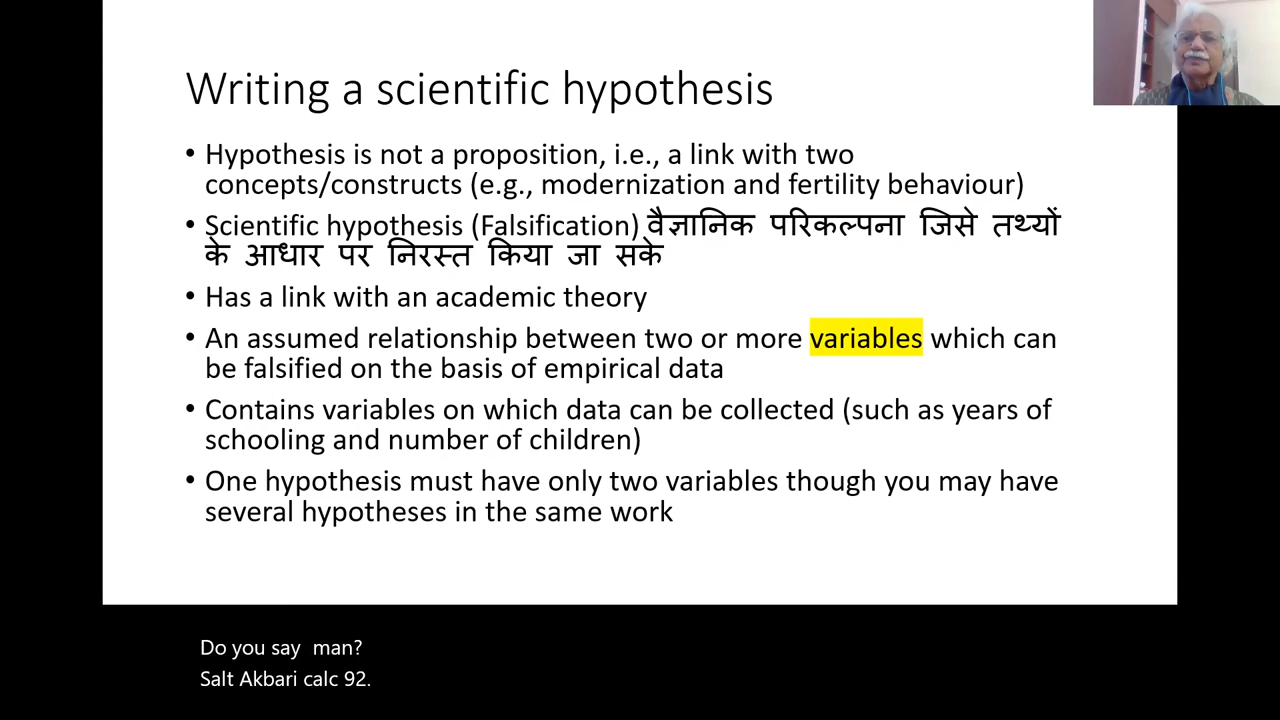 Writing a scientific hypothesis
• Hypothesis is not a proposition, i.e., a link with two
concepts/constructs (e.g., modernization and fertility behaviour)
• Scientific hypothesis (Falsification) वैज्ञानिक परिकल्पना जिसे तथ्यों
के आधार पर निरस्त किया जा सके
• Has a link with an academic theory
• An assumed relationship between two or more variables which can
be falsified on the basis of empirical data
• Contains variables on which data can be collected (such as years of
schooling and number of children)
• One hypothesis must have only two variables though you may have
several hypotheses in the same work
Do you say man?
Salt Akbari calc 92.